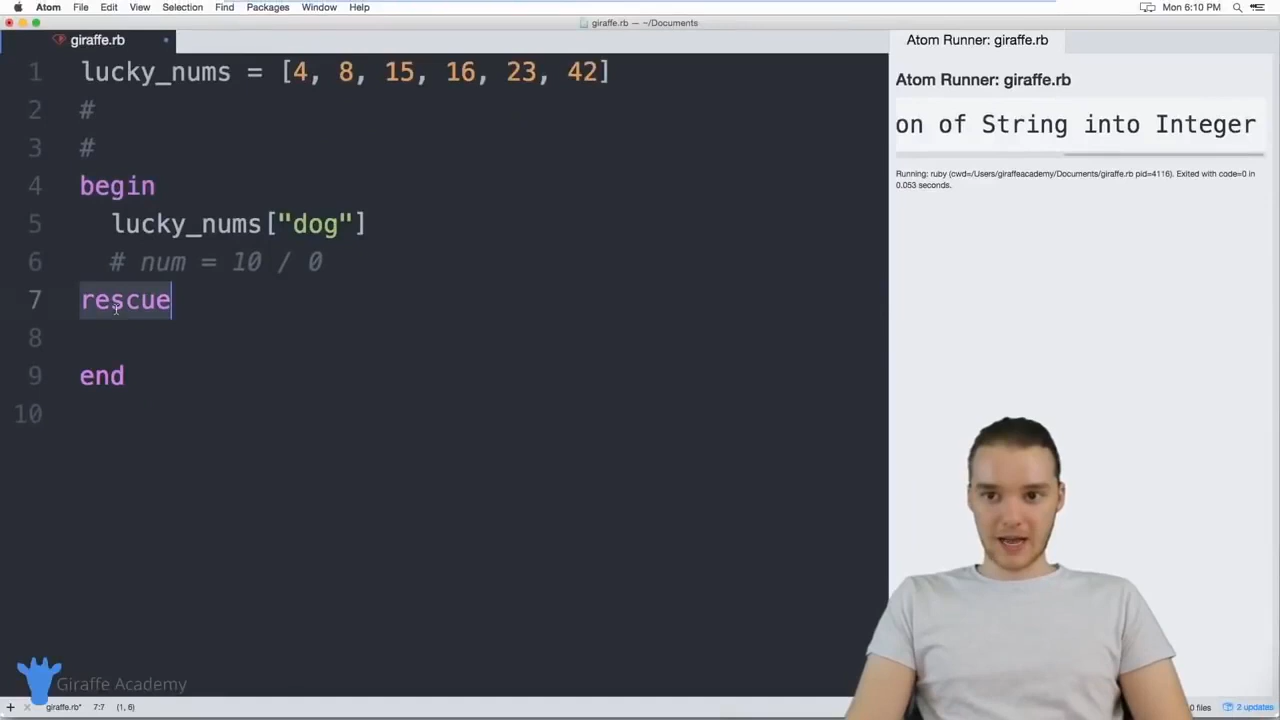 Atom File Edit View Selection Find Packages Window Help
Mon 6:10 PM
giraffe.rb — ~/Documents
giraffe.rb
Atom Runner: giraffe.rb
1 lucky_nums = [4, 8, 15, 16, 23, 42]
2 #
3 #
4 begin
5 lucky_nums["dog"]
6 # num = 10 / 0
7 rescue
8
9 end
10
Atom Runner: giraffe.rb
on of String into Integer
Running: ruby (cwd=/Users/giraffeacademy/Documents/giraffe.rb pid=4116). Exited with code=0 in
0.053 seconds.
Giraffe Academy
giraffe.rb* 7:7 (1, 6)
0 files 2 updates